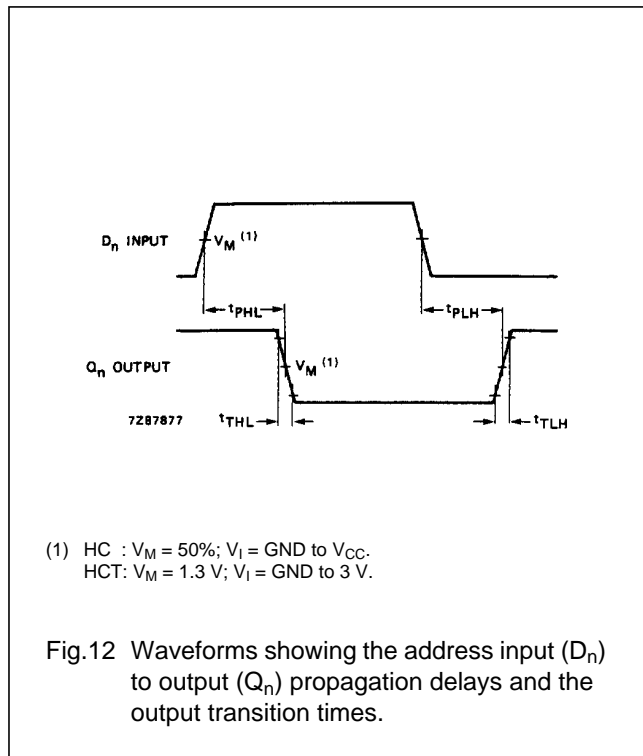 Dn INPUT
VM (1)
tPHL
tPLH
Qn OUTPUT
VM (1)
7Z87877
tTHL
tTLH
(1) HC : VM = 50%; VI = GND to VCC.
HCT: VM = 1.3 V; VI = GND to 3 V.
Fig.12 Waveforms showing the address input (Dn)
to output (Qn) propagation delays and the
output transition times.